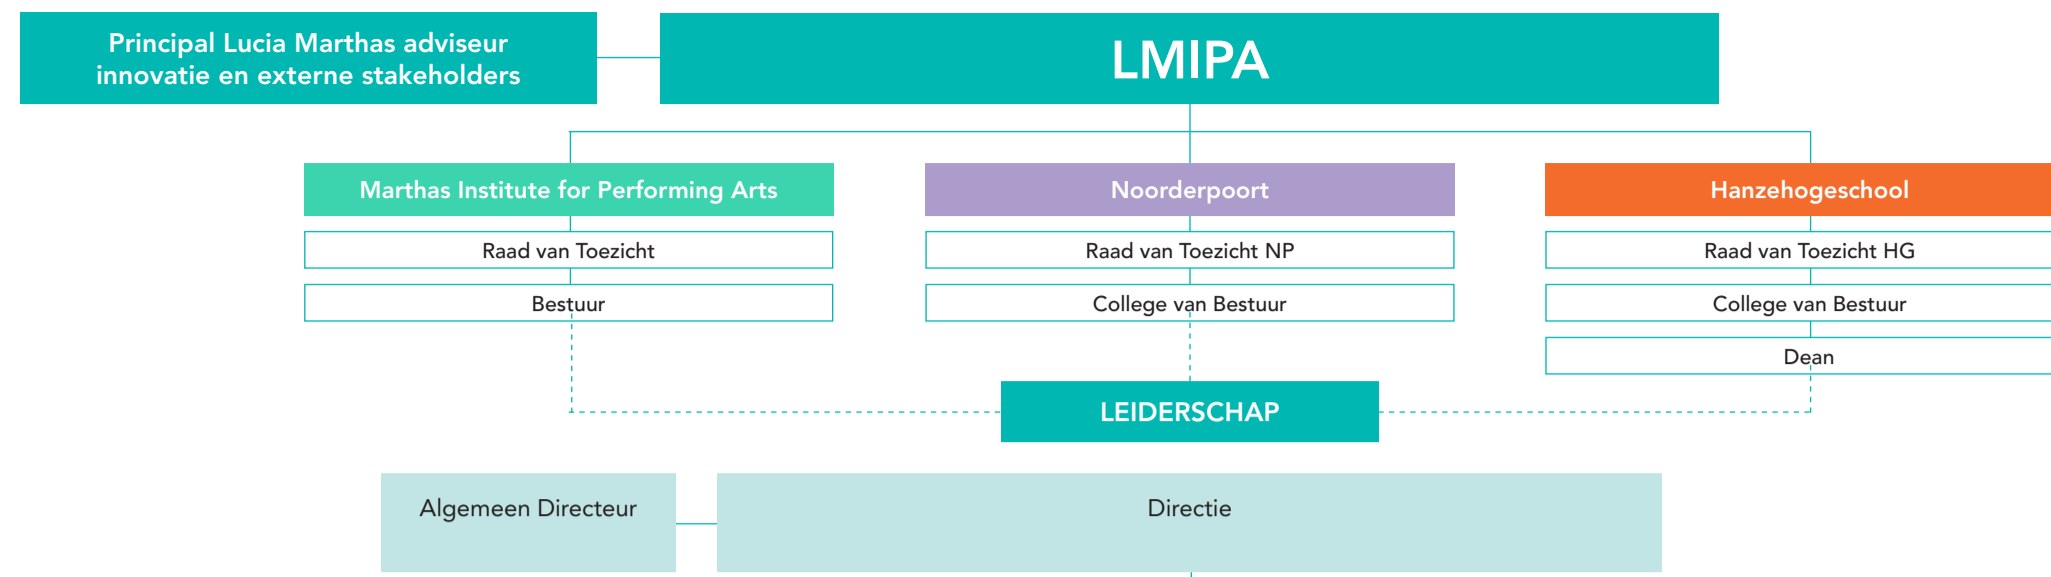 Principal Lucia Marthas adviseur
innovatie en externe stakeholders
LMIPA
Marthas Institute for Performing Arts
Noorderpoort
Hanzehogeschool
Raad van Toezicht
Raad van Toezicht NP
Raad van Toezicht HG
Bestuur
College van Bestuur
College van Bestuur
Dean
LEIDERSCHAP
Algemeen Directeur
Directie